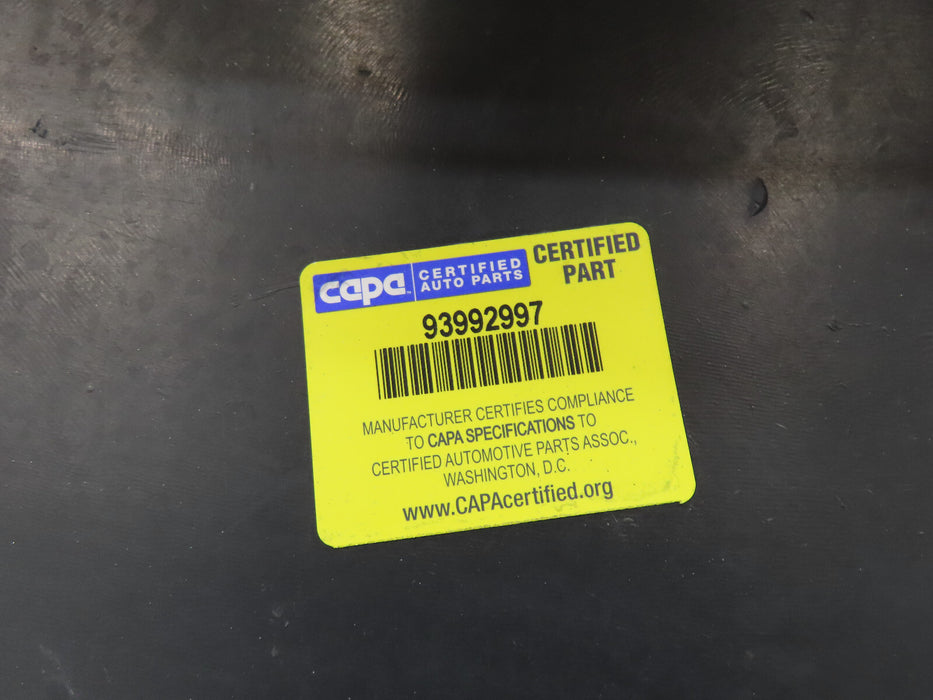 capa™ CERTIFIED AUTO PARTS
CERTIFIED
PART
93992997
MANUFACTURER CERTIFIES COMPLIANCE
TO CAPA SPECIFICATIONS TO
CERTIFIED AUTOMOTIVE PARTS ASSOC.,
WASHINGTON, D.C.
www.CAPAcertified.org